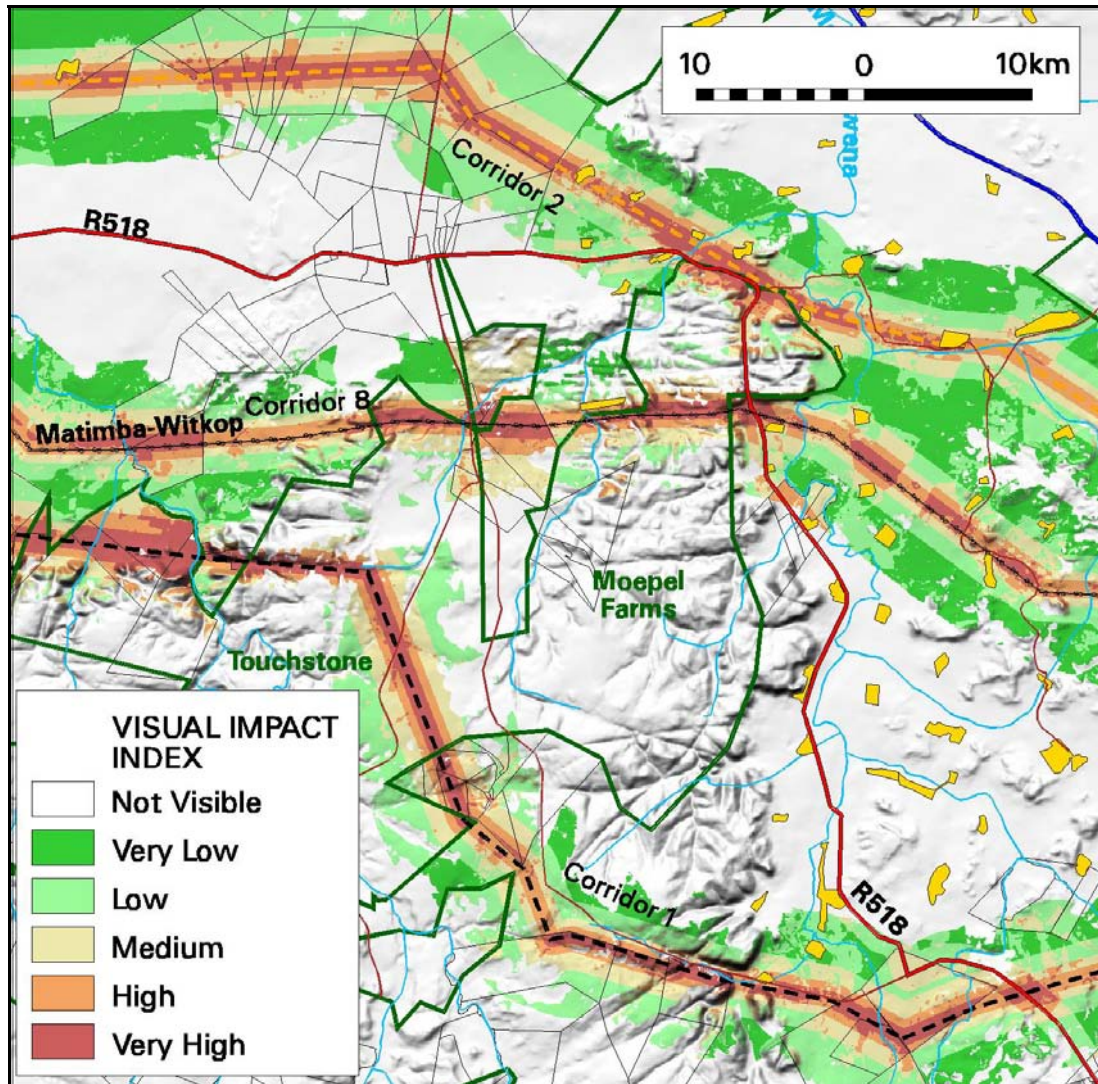 10 0 10km
wena
Corridor 2
R518
Corridor 8
Matimba-Witkop
Moepel
Farms
Touchstone
VISUAL IMPACT
INDEX
Not Visible
Very Low
Low
Medium
High
Very High
Corridor 1
R518